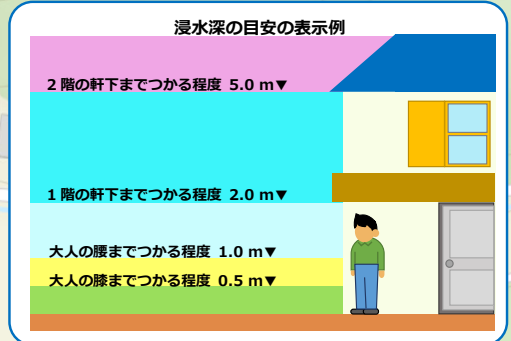 浸水深の目安の表示例
２階の軒下までつかる程度 5.0 m▼
１階の軒下までつかる程度 2.0 m▼
大人の腰までつかる程度 1.0 m▼
大人の膝までつかる程度 0.5 m▼